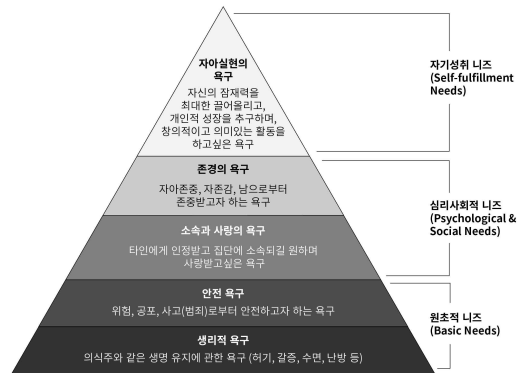 자아실현의
욕구
자신의 잠재력을
최대한 끌어올리고,
개인적 성장을 추구하며,
창의적이고 의미있는 활동을
하고싶은 욕구
존경의 욕구
자아존중, 자존감, 남으로부터
존중받고자 하는 욕구
소속과 사랑의 욕구
타인에게 인정받고 집단에 소속되길 원하며
사랑받고싶은 욕구
안전 욕구
위험, 공포, 사고(범죄)로부터 안전하고자 하는 욕구
생리적 욕구
의식주와 같은 생명 유지에 관한 욕구 (허기, 갈증, 수면, 난방 등)
자기성취 니즈
(Self-fulfillment
Needs)
심리사회적 니즈
(Psychological &
Social Needs)
원초적 니즈
(Basic Needs)